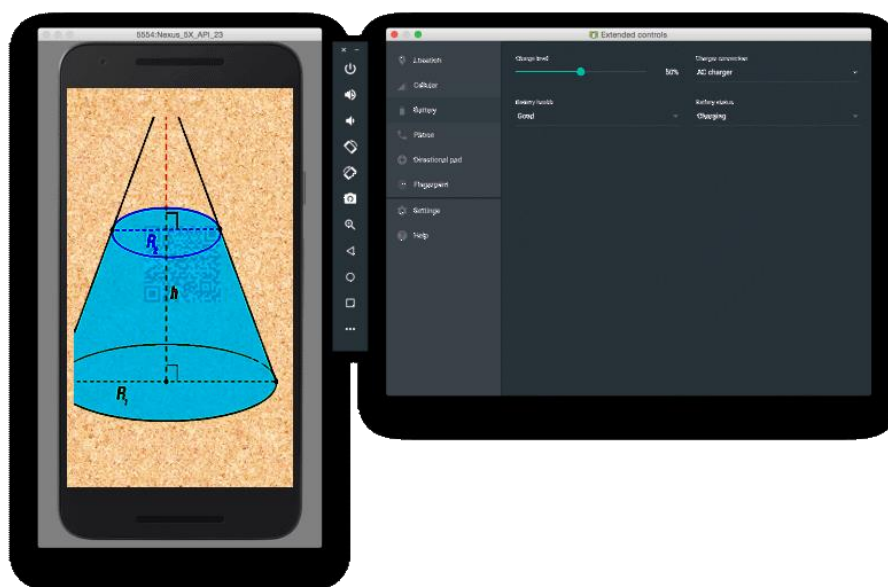 5554:Nexus_5X_API_23
R₂
h
R₁
Extended controls
Location
Cellular
Battery
Phone
Directional pad
Fingerprint
Settings
Help
Charge level
50%
Charger connection
AC charger
Battery health
Good
Battery status
Charging